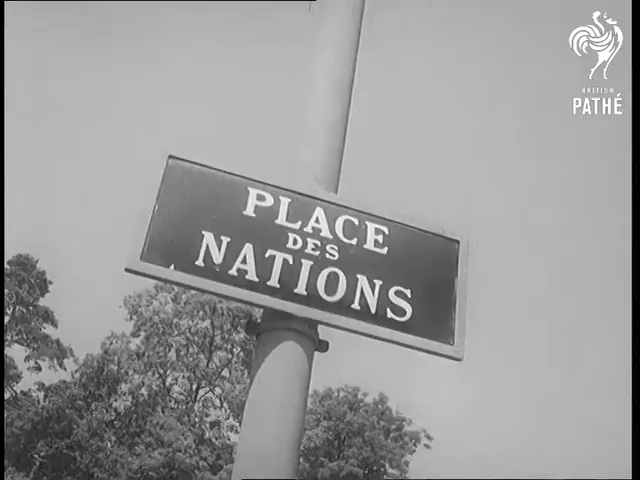 BRITISH
PATHÉ
PLACE
DES
NATIONS